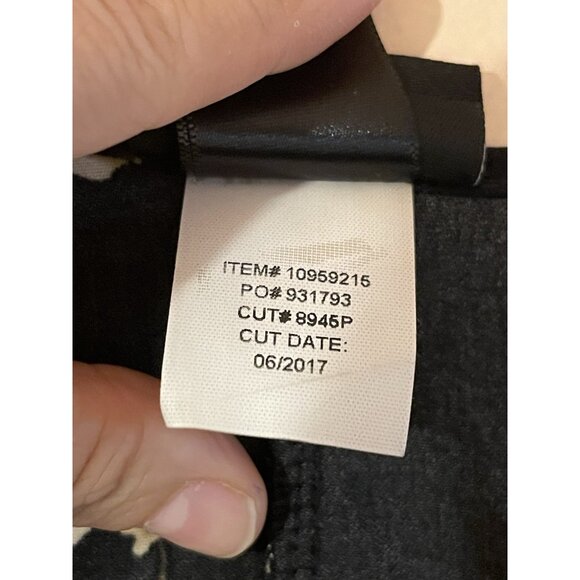 ITEM# 10959215
PO# 931793
CUT# 8945P
CUT DATE:
06/2017